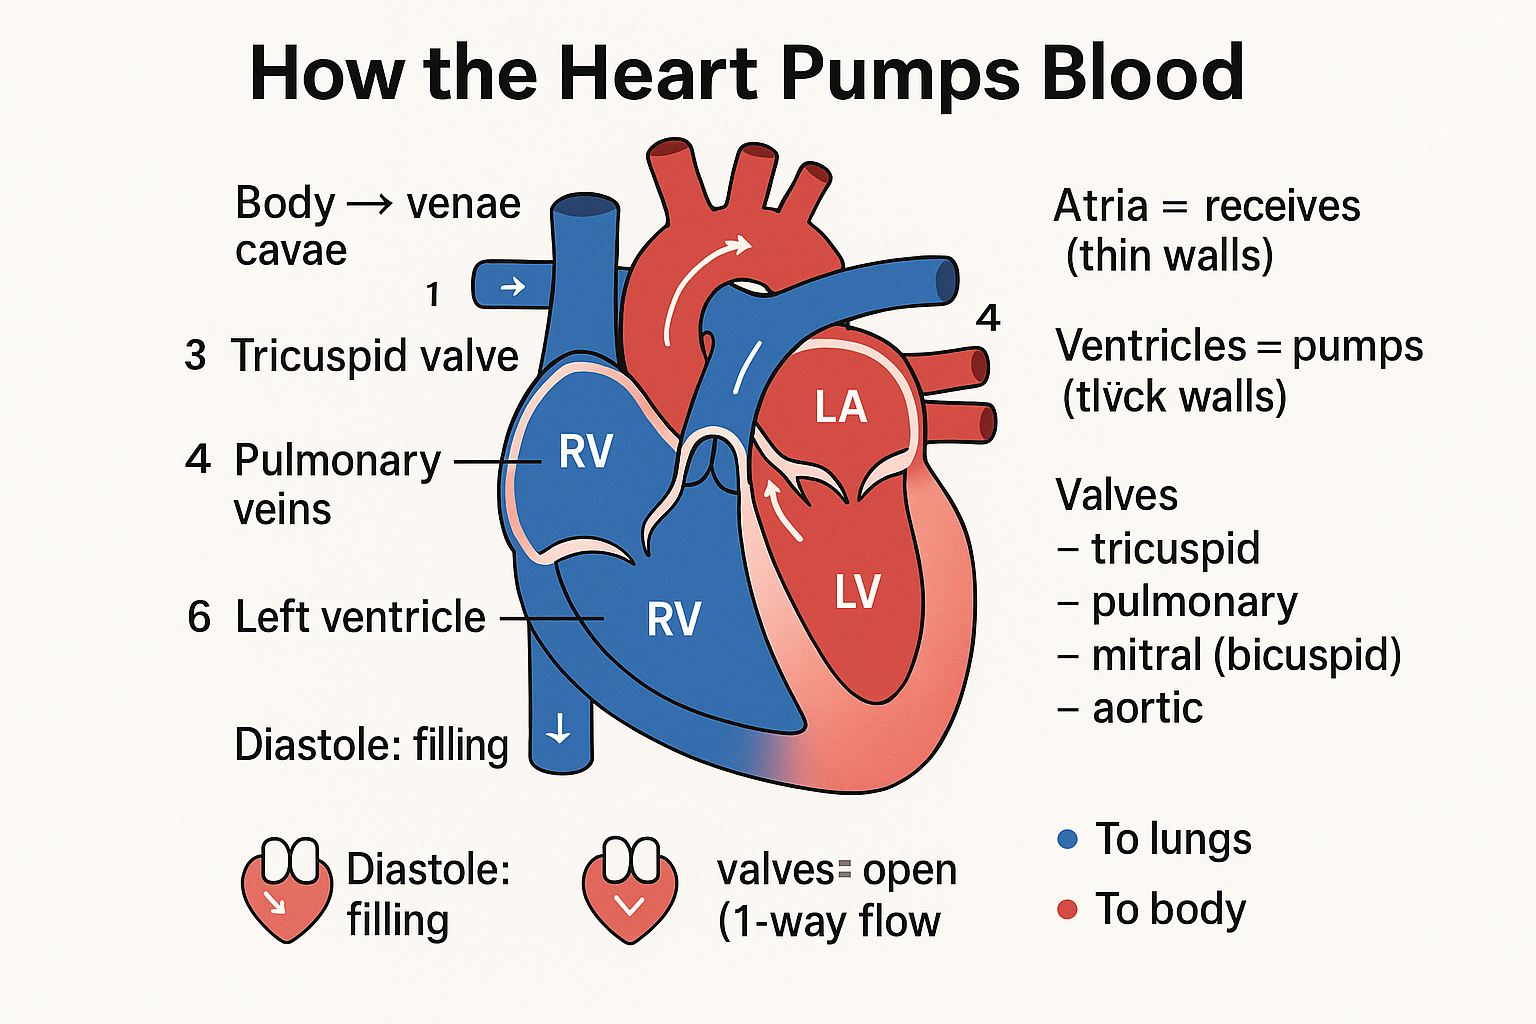 How the Heart Pumps Blood
Body → venae
cavae
1
3 Tricuspid valve
4 Pulmonary
veins
6 Left ventricle
Diastole: filling
RV
LA
RV
LV
4
Atria = receives
(thin walls)
Ventricles = pumps
walls)
Valves
– tricuspid
– pulmonary
– mitral (bicuspid)
– aortic
Diastole:
filling
valves= open
(1-way flow
To lungs
To body